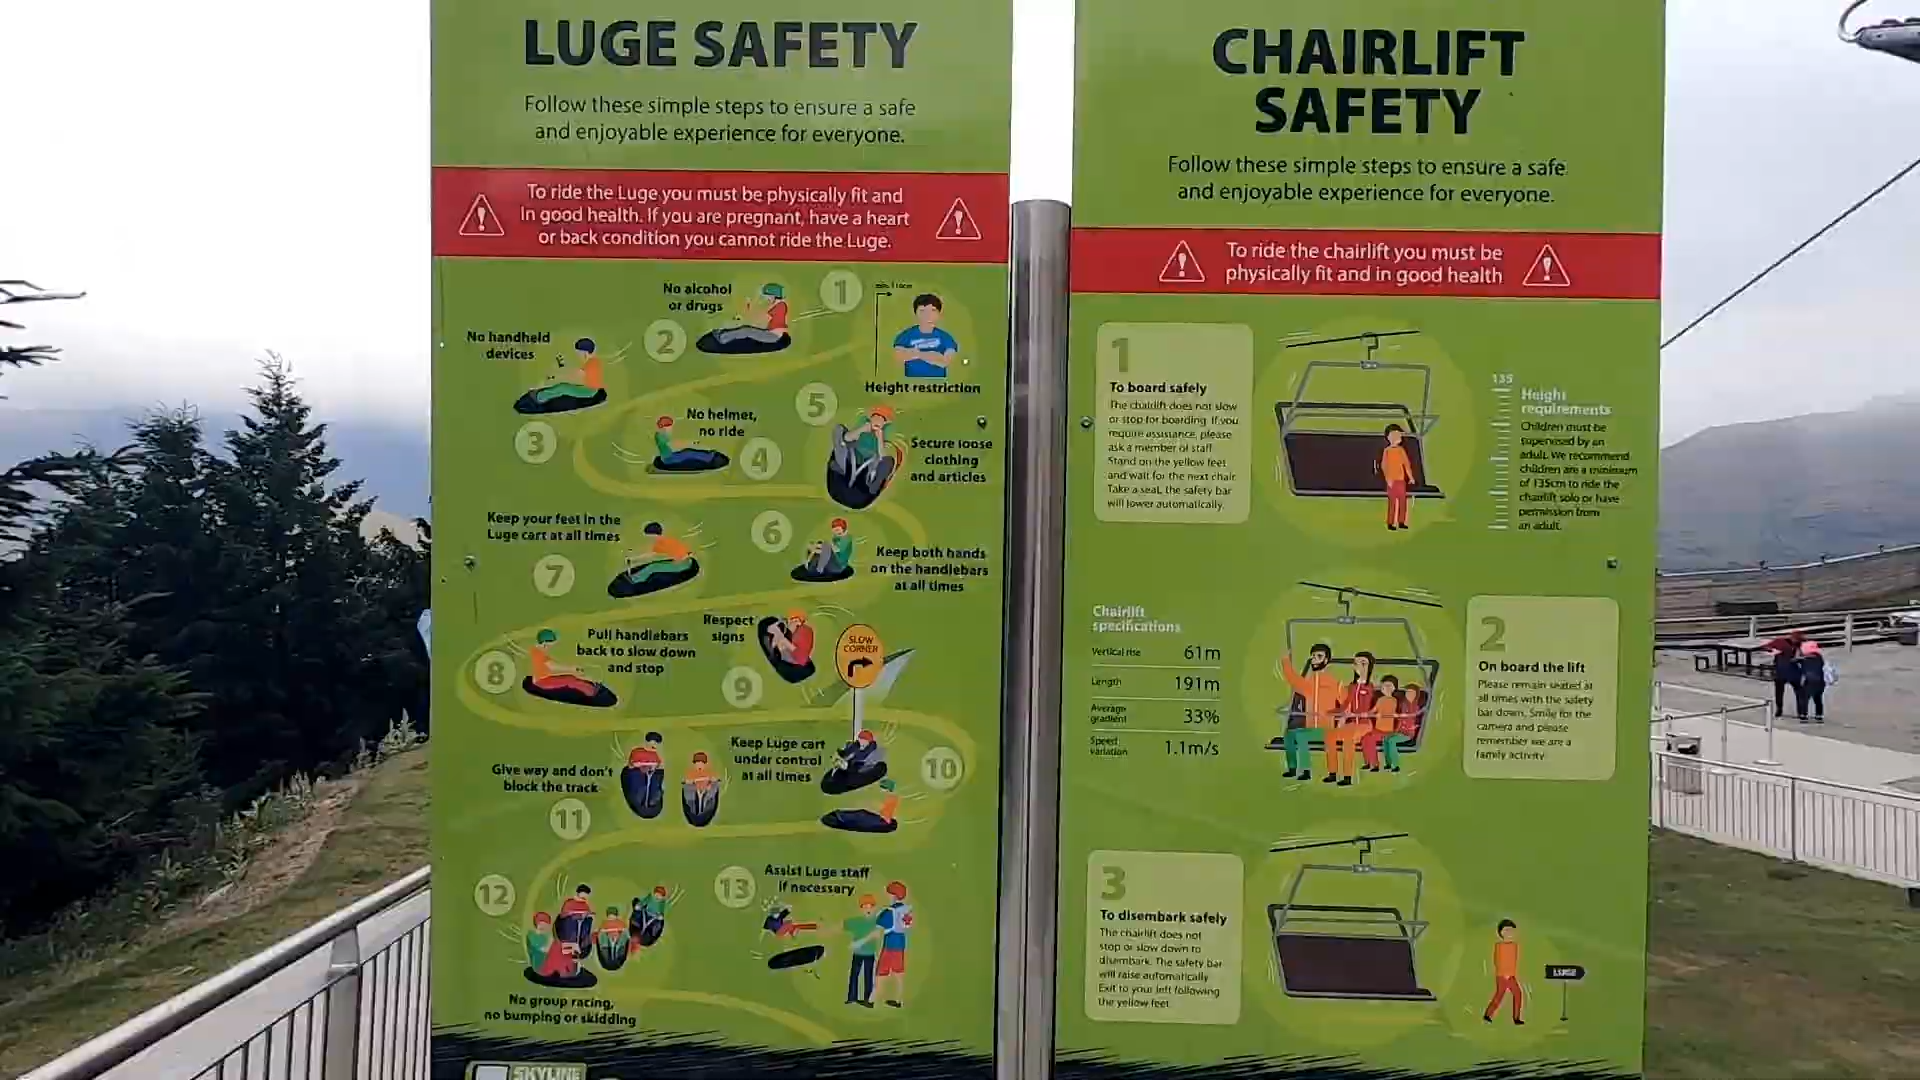 LUGE SAFETY
Follow these simple steps to ensure a safe
and enjoyable experience for everyone.
To ride the Luge you must be physically fit and
in good health. If you are pregnant, have a heart
or back condition you cannot ride the Luge.
1
min. 110cm
Height restriction
2
No alcohol
or drugs
3
No handheld
devices
4
No helmet,
no ride
5
Secure loose
clothing
and articles
6
Keep both hands
on the handlebars
at all times
7
Keep your feet in the
Luge cart at all times
8
Pull handlebars
back to slow down
and stop
9
Respect
signs
SLOW
CORNER
10
Keep Luge cart
under control
at all times
11
Give way and don't
block the track
12
No group racing,
no bumping or skidding
13
Assist Luge staff
if necessary
SKYLINE
CHAIRLIFT
SAFETY
Follow these simple steps to ensure a safe
and enjoyable experience for everyone.
To ride the chairlift you must be
physically fit and in good health
1
To board safely
The chairlift does not slow
or stop for boarding. If you
require assistance, please
ask a member of staff.
Stand on the yellow feet
and wait for the next chair.
Take a seat, the safety bar
will lower automatically.
135
Height
requirements
Children must be
supervised by an
adult. We recommend
children are a minimum
of 135cm to ride the
chairlift solo or have
permission from
an adult.
Chairlift
specifications
Vertical rise 61m
Length 191m
Average
gradient 33%
Speed
variation 1.1m/s
2
On board the lift
Please remain seated at
all times with the safety
bar down. Smile for the
camera and please
remember we are a
family activity.
3
To disembark safely
The chairlift does not
stop or slow down to
disembark. The safety bar
will raise automatically.
Exit to your left following
the yellow feet.
LUGE